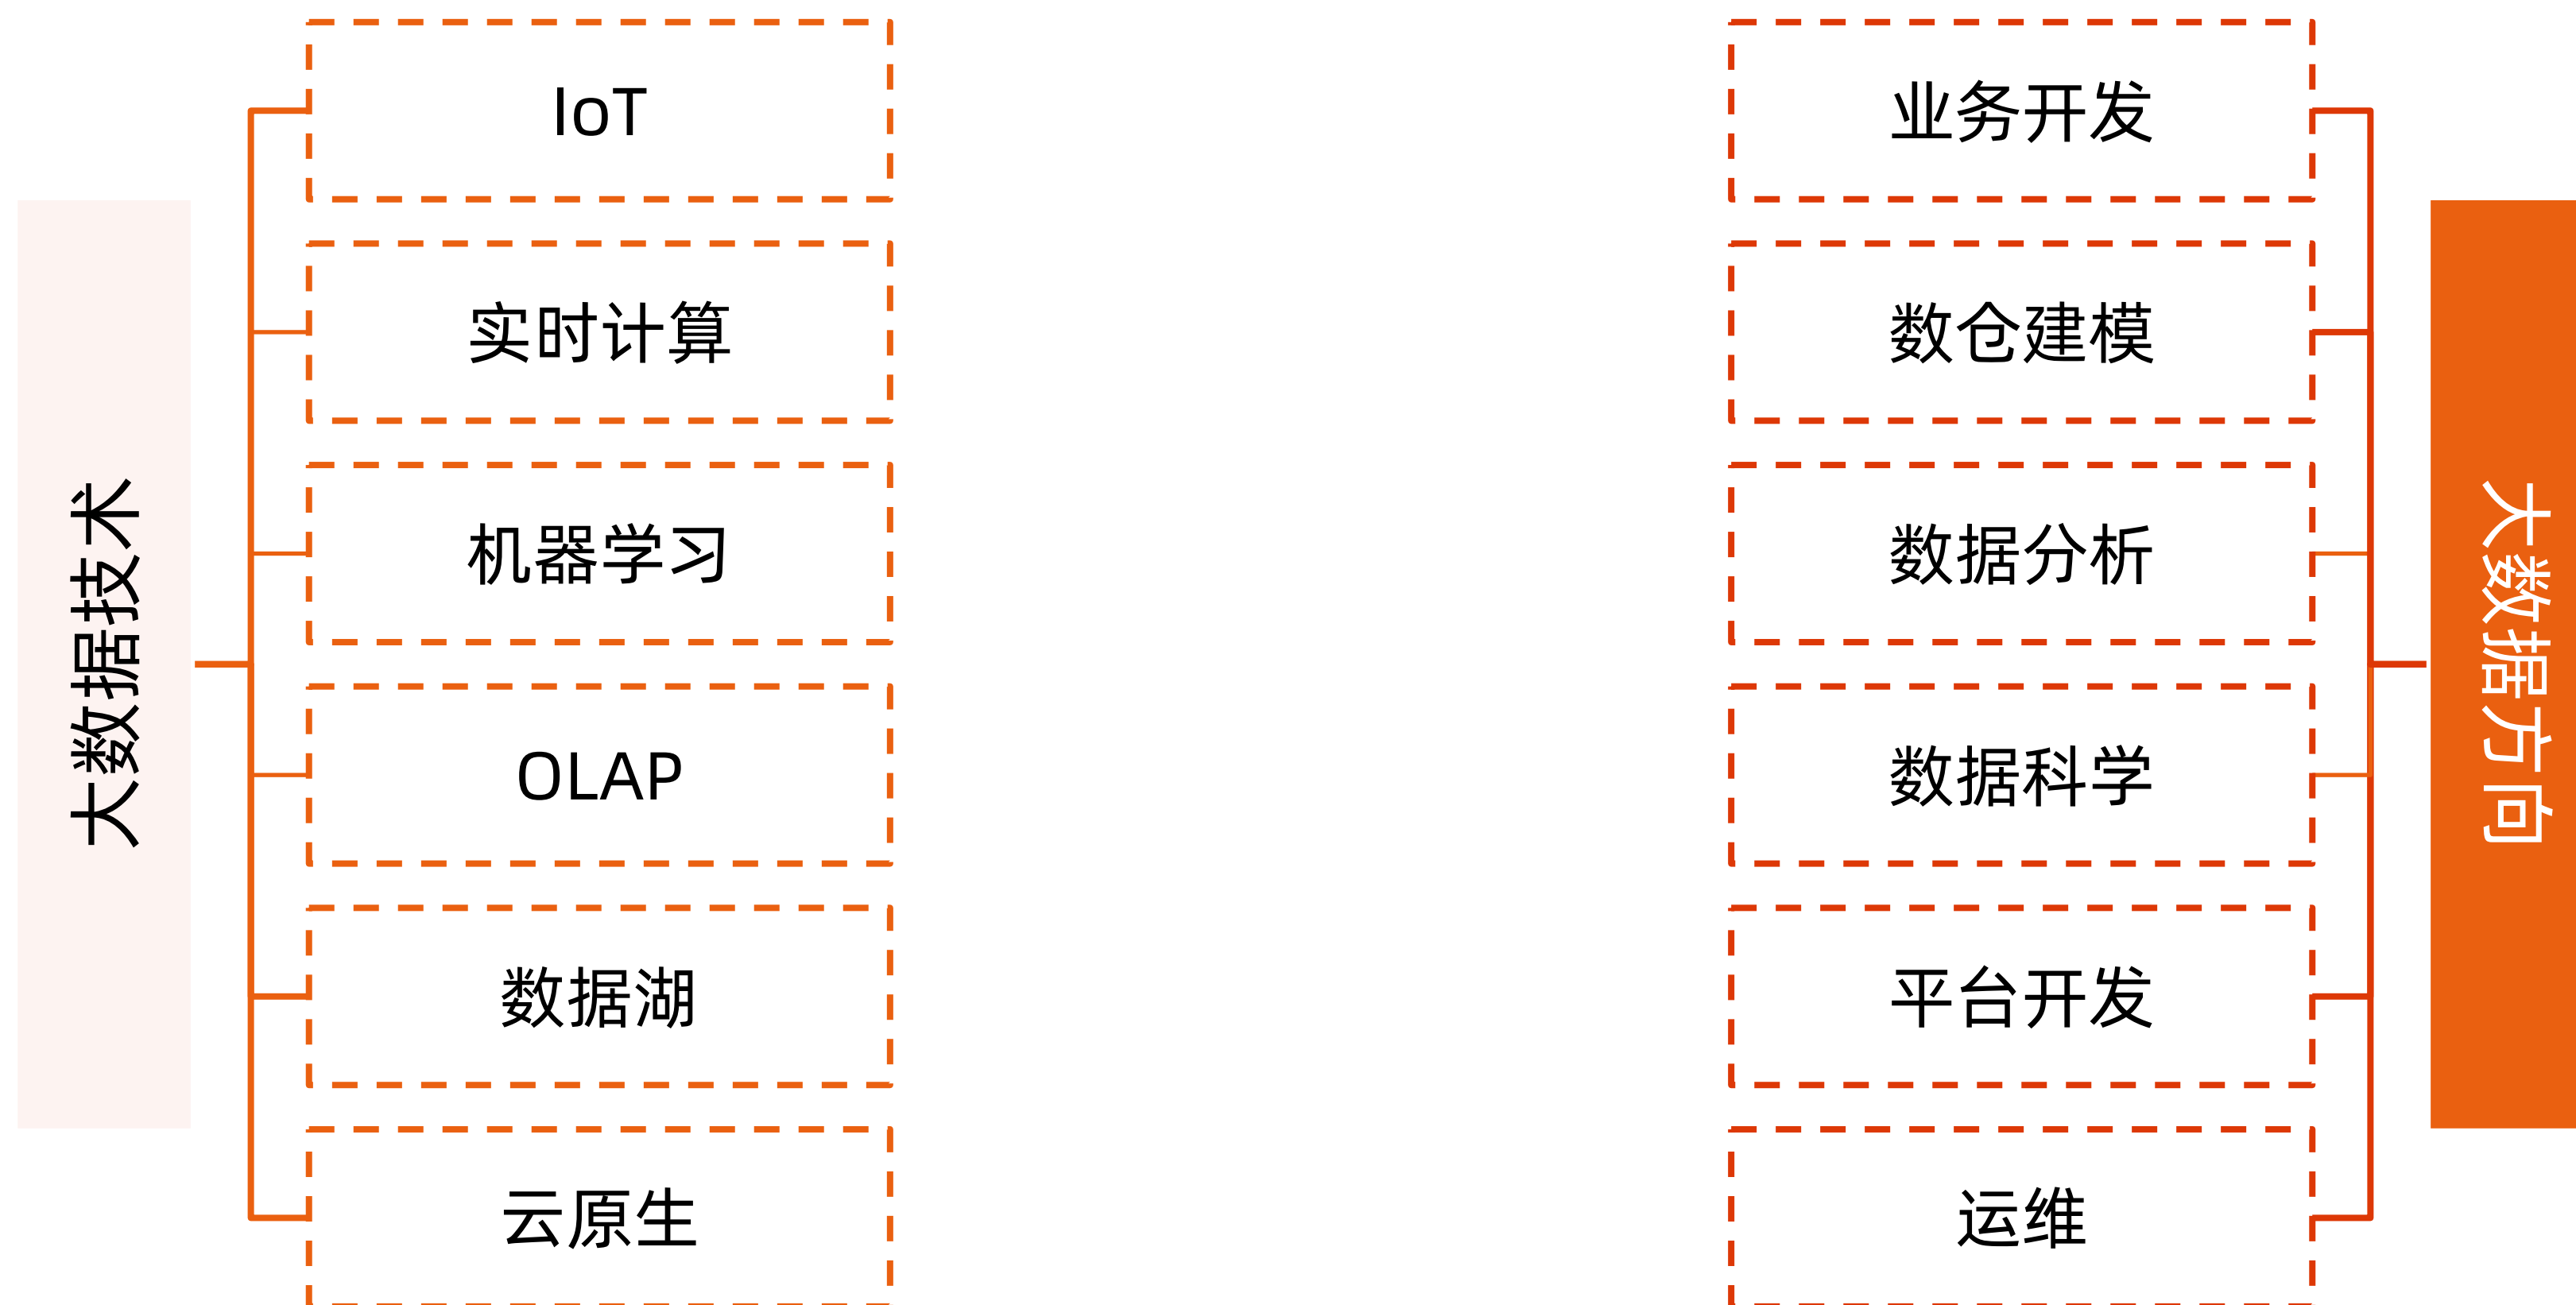 大数据技术
IoT
实时计算
机器学习
OLAP
数据湖
云原生
业务开发
数仓建模
数据分析
数据科学
平台开发
运维
大数据方向